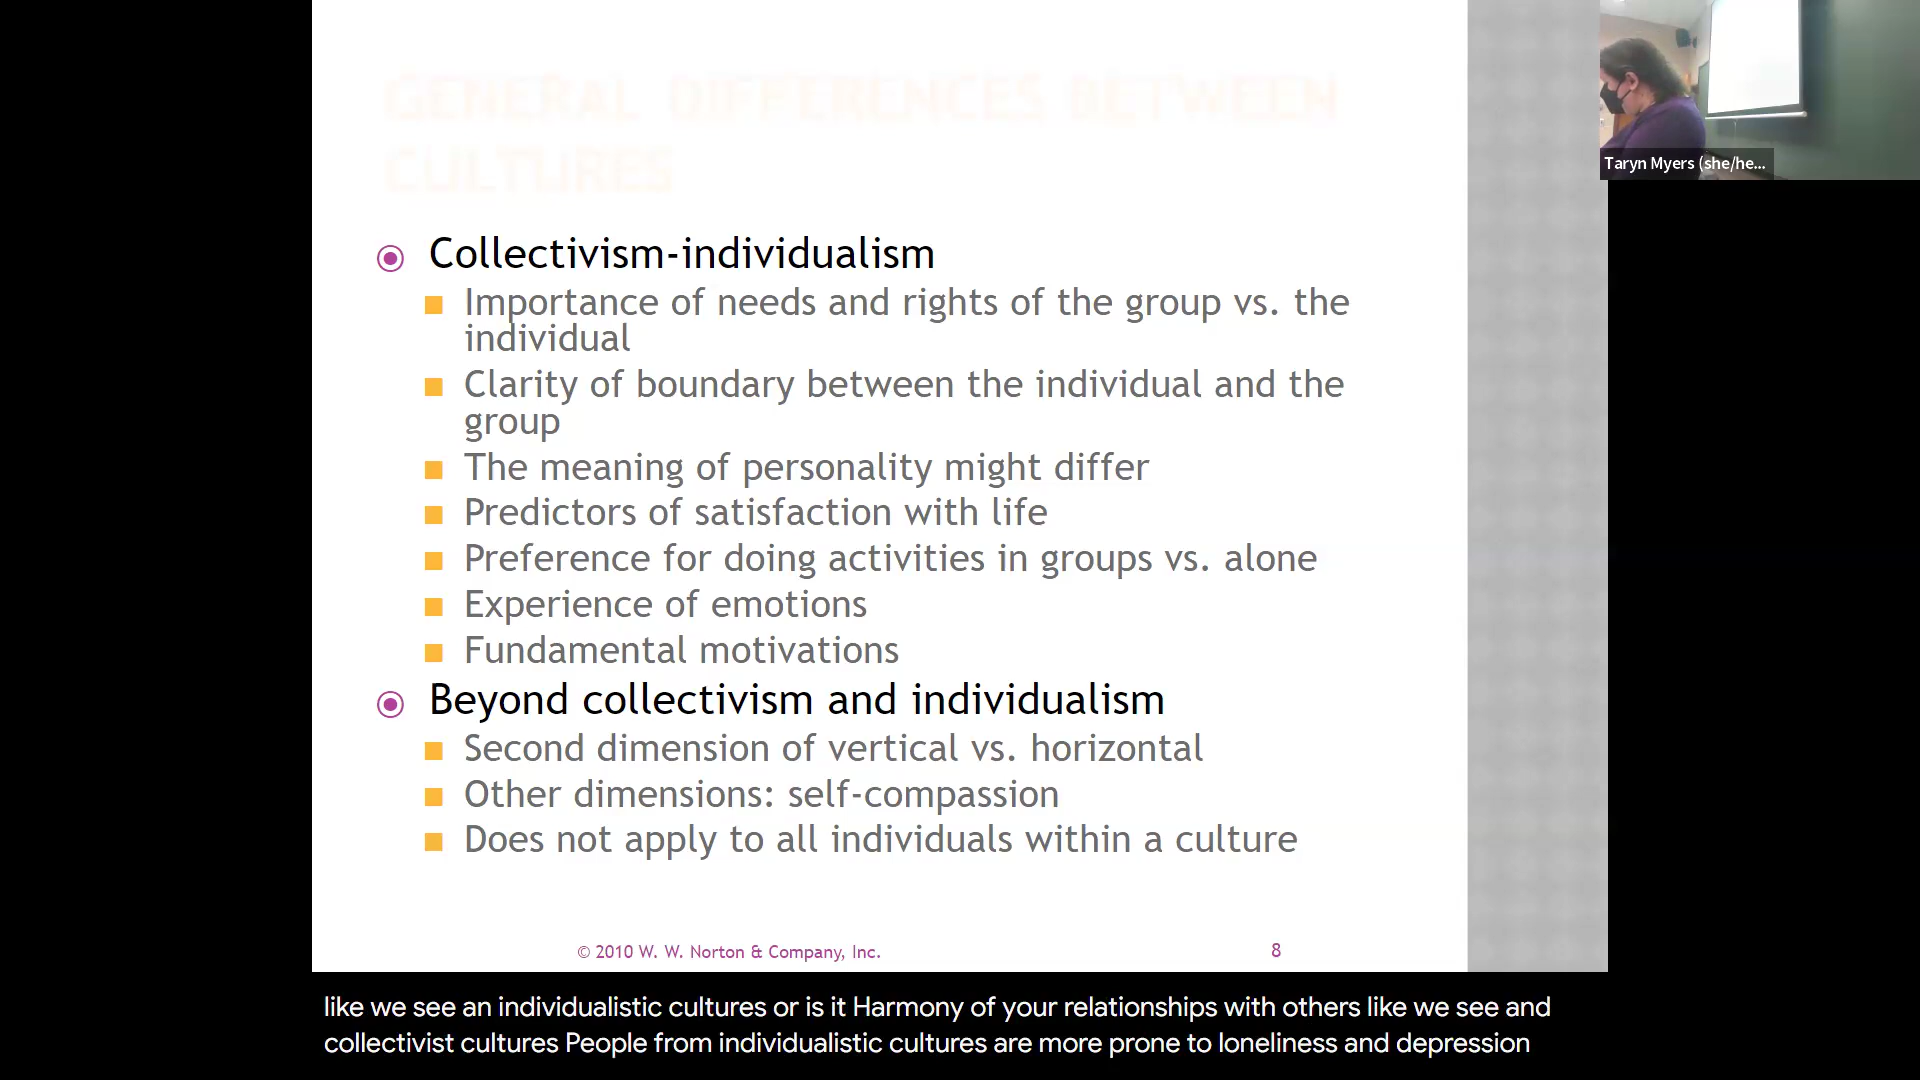 GENERAL DIFFERENCES BETWEEN
CULTURES
Collectivism-individualism
Importance of needs and rights of the group vs. the
individual
Clarity of boundary between the individual and the
group
The meaning of personality might differ
Predictors of satisfaction with life
Preference for doing activities in groups vs. alone
Experience of emotions
Fundamental motivations
Beyond collectivism and individualism
Second dimension of vertical vs. horizontal
Other dimensions: self-compassion
Does not apply to all individuals within a culture
© 2010 W. W. Norton & Company, Inc.
8
Taryn Myers (she/he...
like we see an individualistic cultures or is it Harmony of your relationships with others like we see and
collectivist cultures People from individualistic cultures are more prone to loneliness and depression